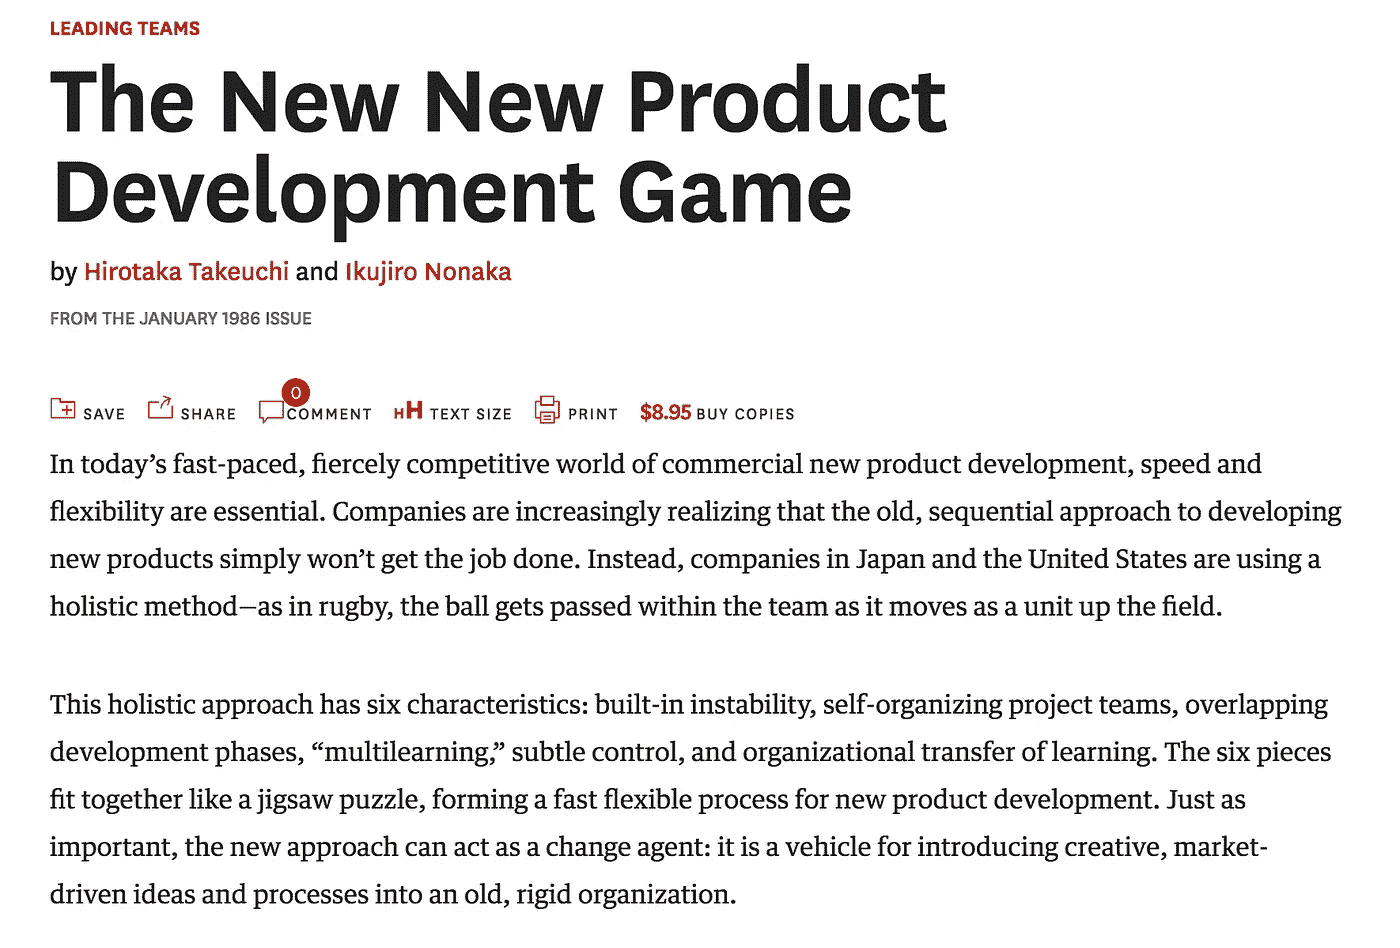 LEADING TEAMS
The New New Product
Development Game
by Hirotaka Takeuchi and Ikujiro Nonaka
FROM THE JANUARY 1986 ISSUE
0
SAVE SHARE COMMENT HH TEXT SIZE PRINT $8.95 BUY COPIES
In today’s fast-paced, fiercely competitive world of commercial new product development, speed and
flexibility are essential. Companies are increasingly realizing that the old, sequential approach to developing
new products simply won’t get the job done. Instead, companies in Japan and the United States are using a
holistic method—as in rugby, the ball gets passed within the team as it moves as a unit up the field.
This holistic approach has six characteristics: built-in instability, self-organizing project teams, overlapping
development phases, “multilearning,” subtle control, and organizational transfer of learning. The six pieces
fit together like a jigsaw puzzle, forming a fast flexible process for new product development. Just as
important, the new approach can act as a change agent: it is a vehicle for introducing creative, market-
driven ideas and processes into an old, rigid organization.